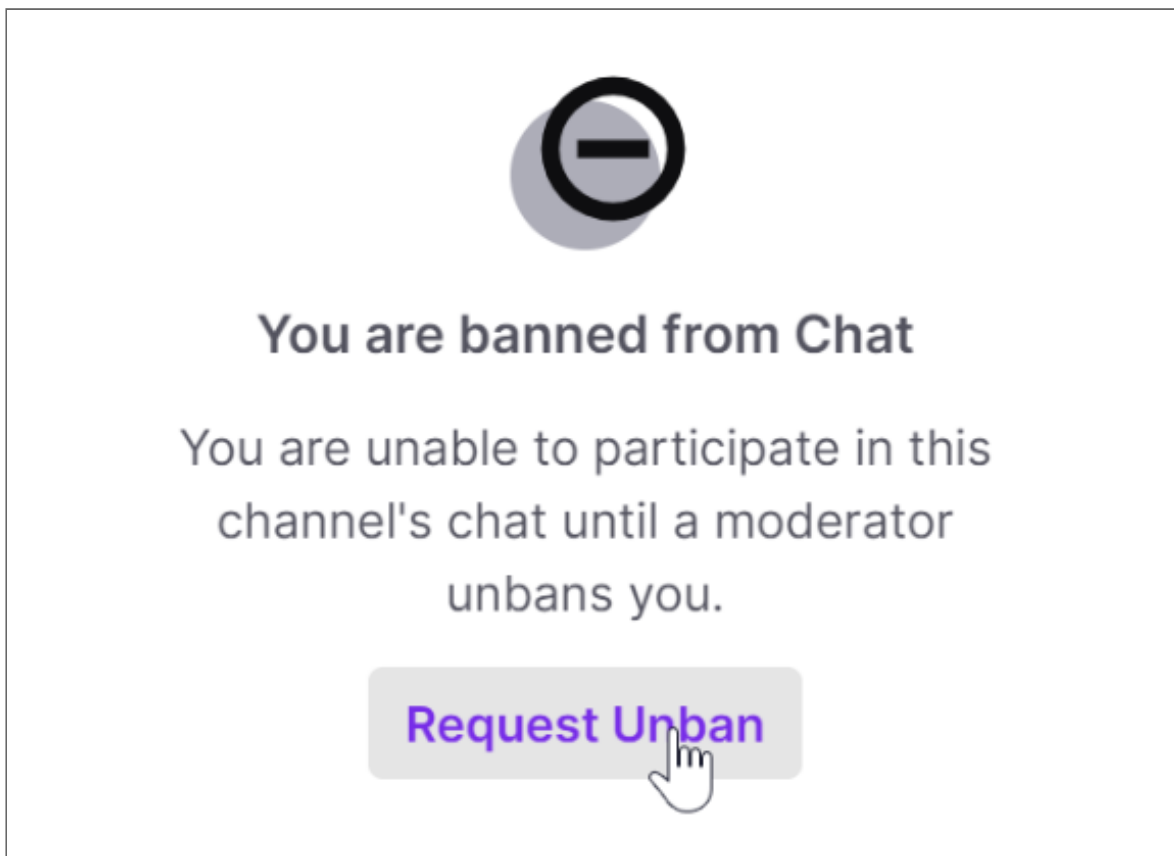 You are banned from Chat
You are unable to participate in this
channel's chat until a moderator
unbans you.
Request Unban